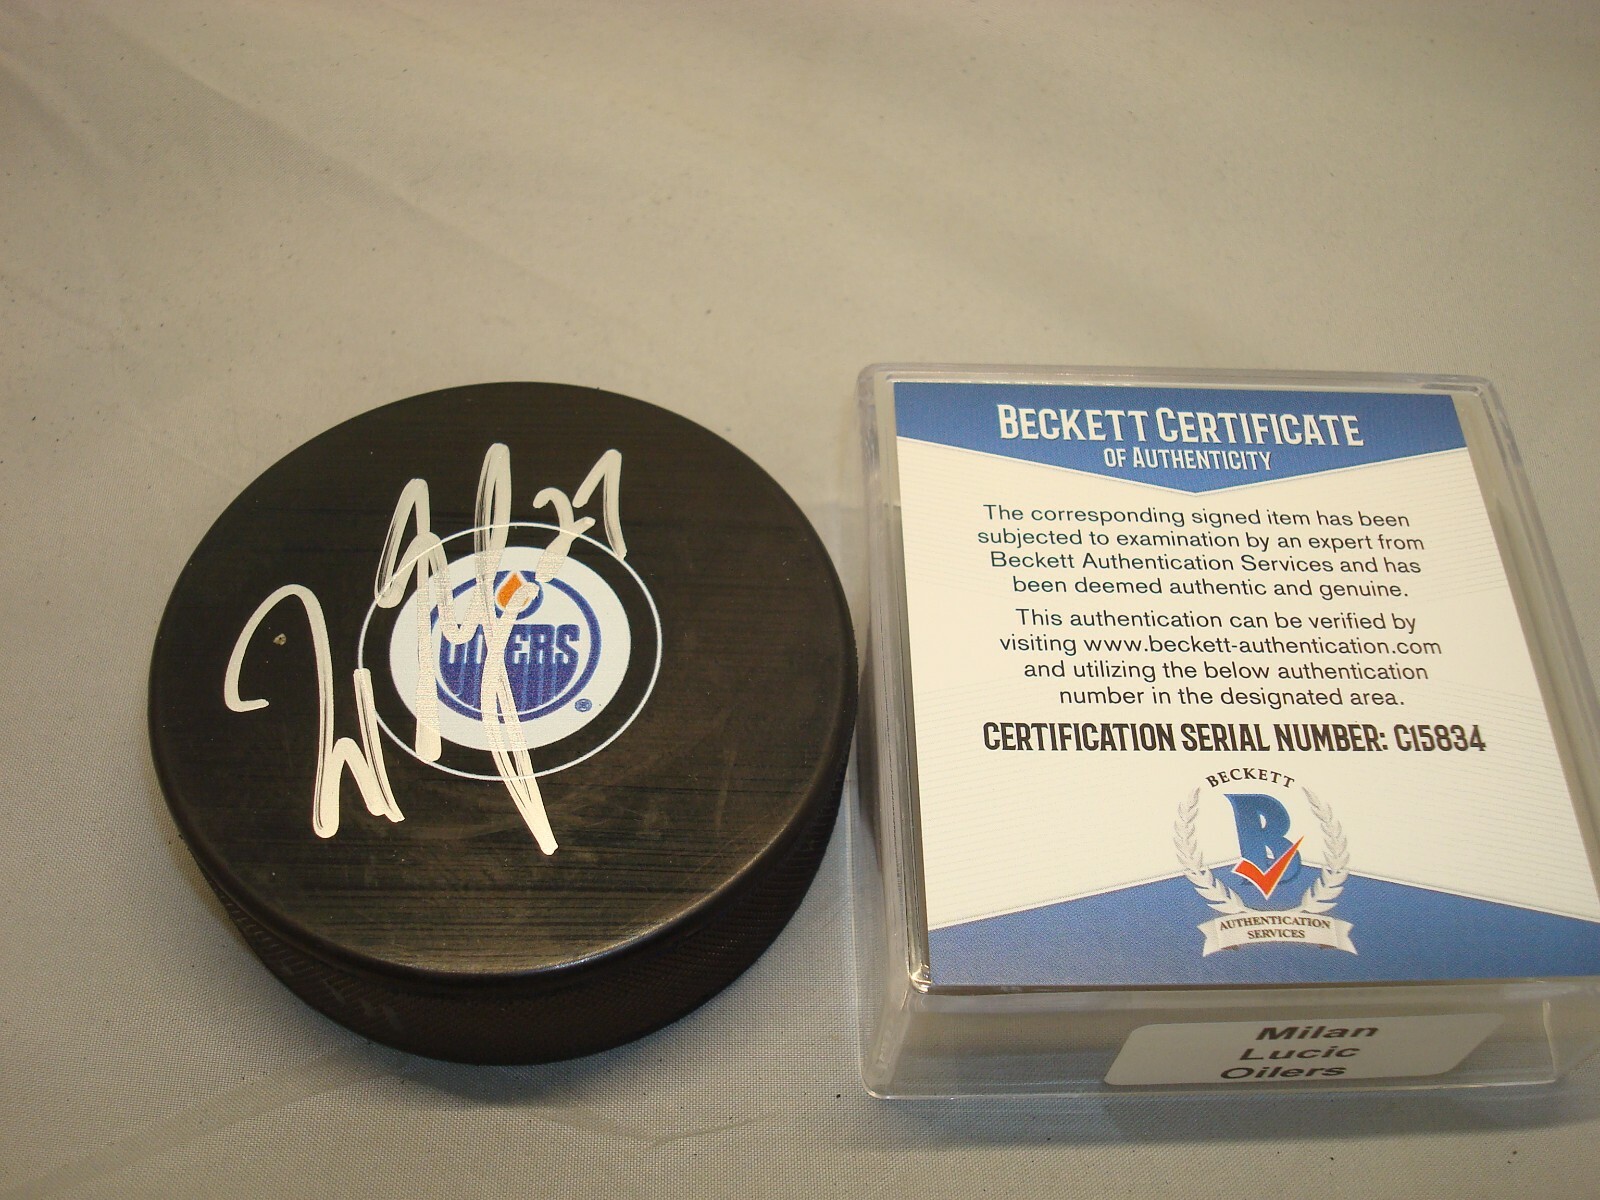 27
OILERS
BECKETT CERTIFICATE
OF AUTHENTICITY
The corresponding signed item has been
subjected to examination by an expert from
Beckett Authentication Services and has
been deemed authentic and genuine.
This authentication can be verified by
visiting www.beckett-authentication.com
and utilizing the below authentication
number in the designated area.
CERTIFICATION SERIAL NUMBER: C15834
BECKETT
B
AUTHENTICATION
SERVICES
Milan
Lucic
Oilers